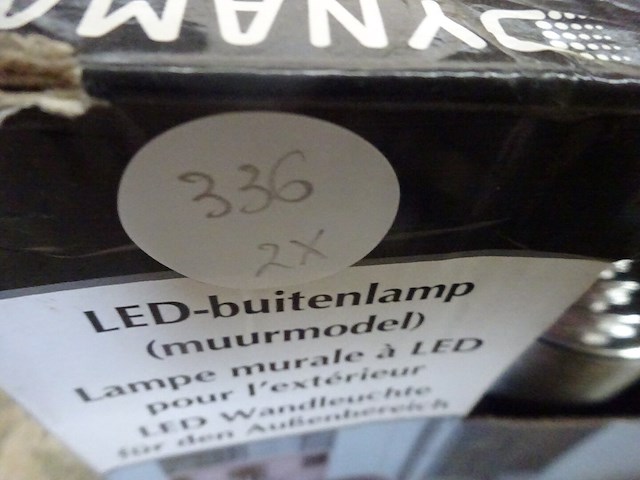 DYNAM
336
2X
LED-buitenlamp
(muurmodel)
Lampe murale à LED
pour l'extérieur
LED Wandleuchte
für den Außenbereich